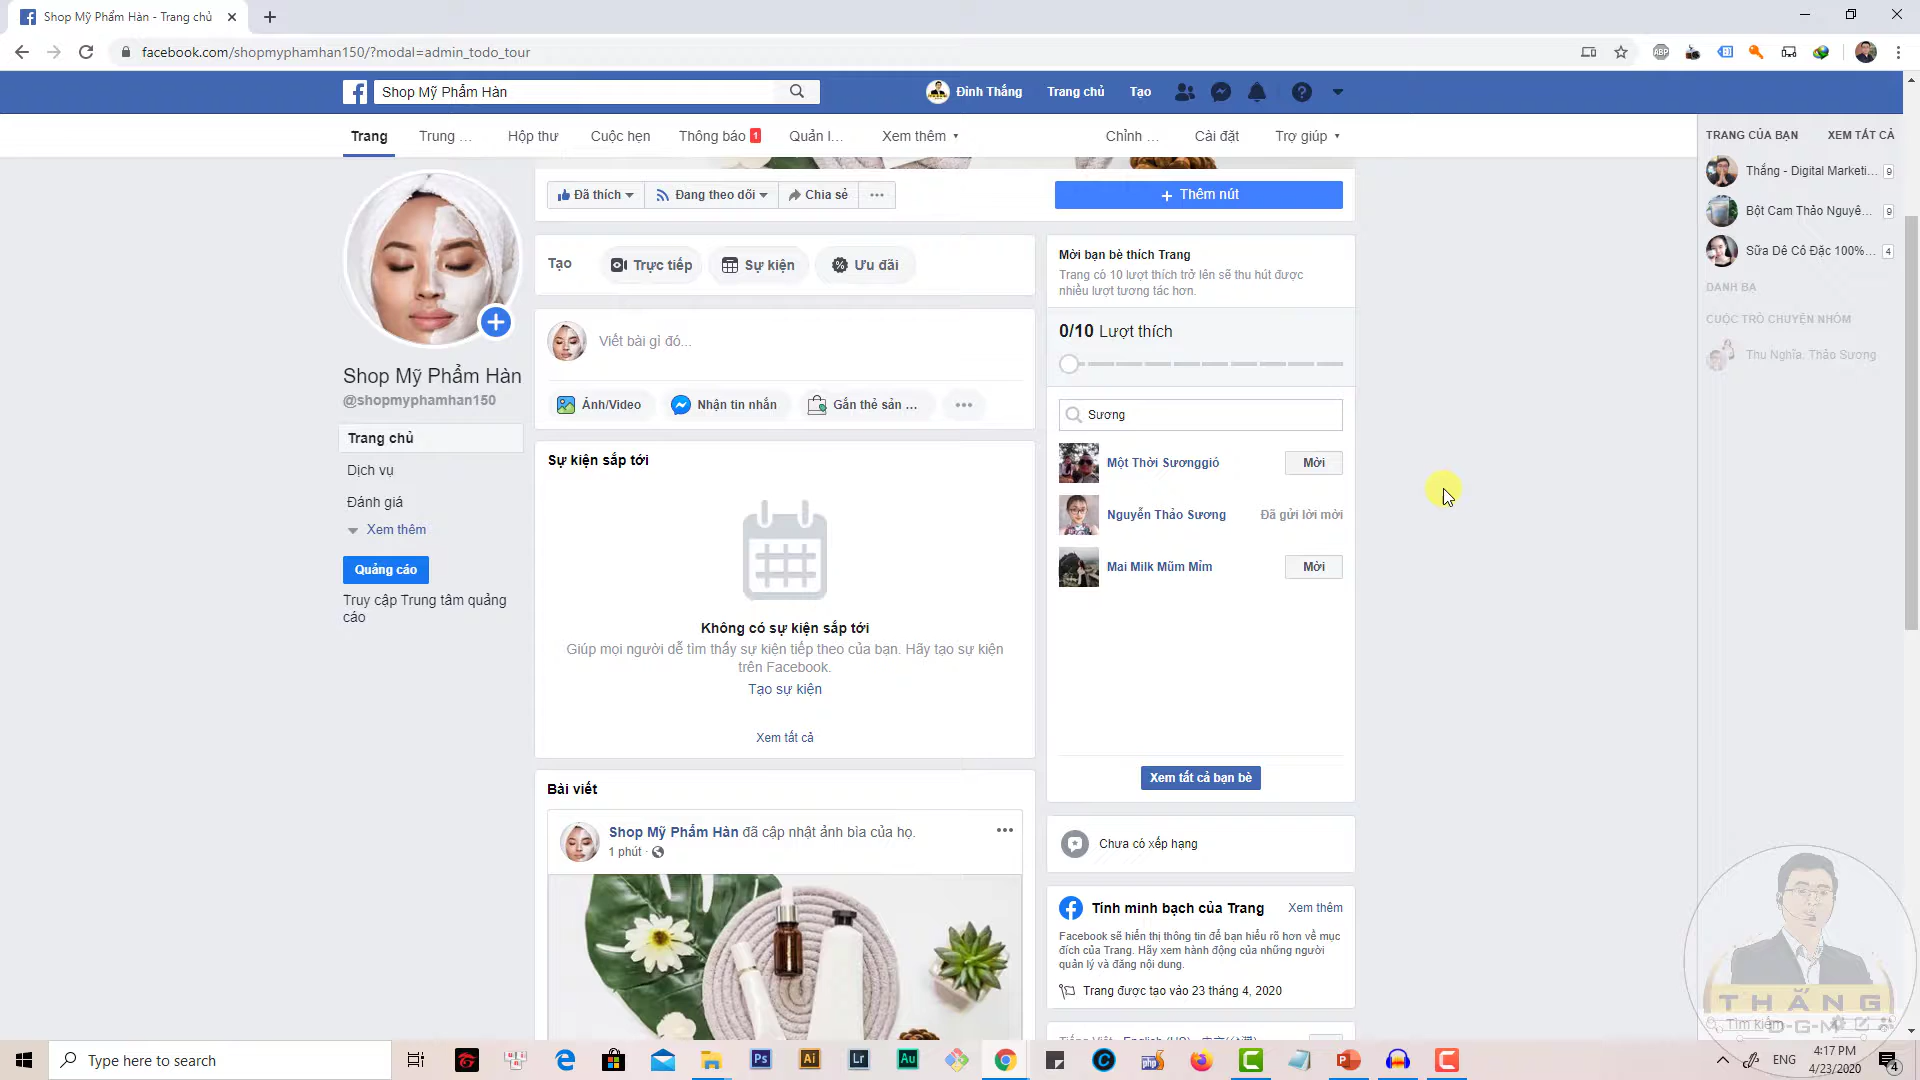 Shop Mỹ Phẩm Hàn - Trang chủ
facebook.com/shopmyphamhan150/?modal=admin_todo_tour
ABP
Shop Mỹ Phẩm Hàn
Đinh Thắng
Trang chủ
Tạo
Trang
Trung ...
Hộp thư
Cuộc hẹn
Thông báo 1
Quản l...
Xem thêm
Chỉnh ...
Cài đặt
Trợ giúp
Shop Mỹ Phẩm Hàn
@shopmyphamhan150
Trang chủ
Dịch vụ
Đánh giá
Xem thêm
Quảng cáo
Truy cập Trung tâm quảng
cáo
Đã thích
Đang theo dõi
Chia sẻ
+ Thêm nút
Tạo
Trực tiếp
Sự kiện
Ưu đãi
Viết bài gì đó...
Ảnh/Video
Nhận tin nhắn
Gắn thẻ sản ...
Sự kiện sắp tới
Không có sự kiện sắp tới
Giúp mọi người dễ tìm thấy sự kiện tiếp theo của bạn. Hãy tạo sự kiện
trên Facebook.
Tạo sự kiện
Xem tất cả
Bài viết
Shop Mỹ Phẩm Hàn đã cập nhật ảnh bìa của họ.
1 phút ·
Mời bạn bè thích Trang
Trang có 10 lượt thích trở lên sẽ thu hút được
nhiều lượt tương tác hơn.
0/10 Lượt thích
Sương
Một Thời Sươnggió
Mời
Nguyễn Thảo Sương
Đã gửi lời mời
Mai Milk Mũm Mỉm
Mời
Xem tất cả bạn bè
Chưa có xếp hạng
Tính minh bạch của Trang
Xem thêm
Facebook sẽ hiển thị thông tin để bạn hiểu rõ hơn về mục
đích của Trang. Hãy xem hành động của những người
quản lý và đăng nội dung.
Trang được tạo vào 23 tháng 4, 2020
TRANG CỦA BẠN
XEM TẤT CẢ
Thắng - Digital Marketi... 9
Bột Cam Thảo Nguyê... 9
Sữa Dê Cô Đặc 100%... 4
DANH BẠ
CUỘC TRÒ CHUYỆN NHÓM
Thu Nghĩa, Thảo Sương
THẮNG
D-G-M
Tìm kiếm
Type here to search
Ps
Ai
Lr
Au
ENG
4:17 PM
4/23/2020
4